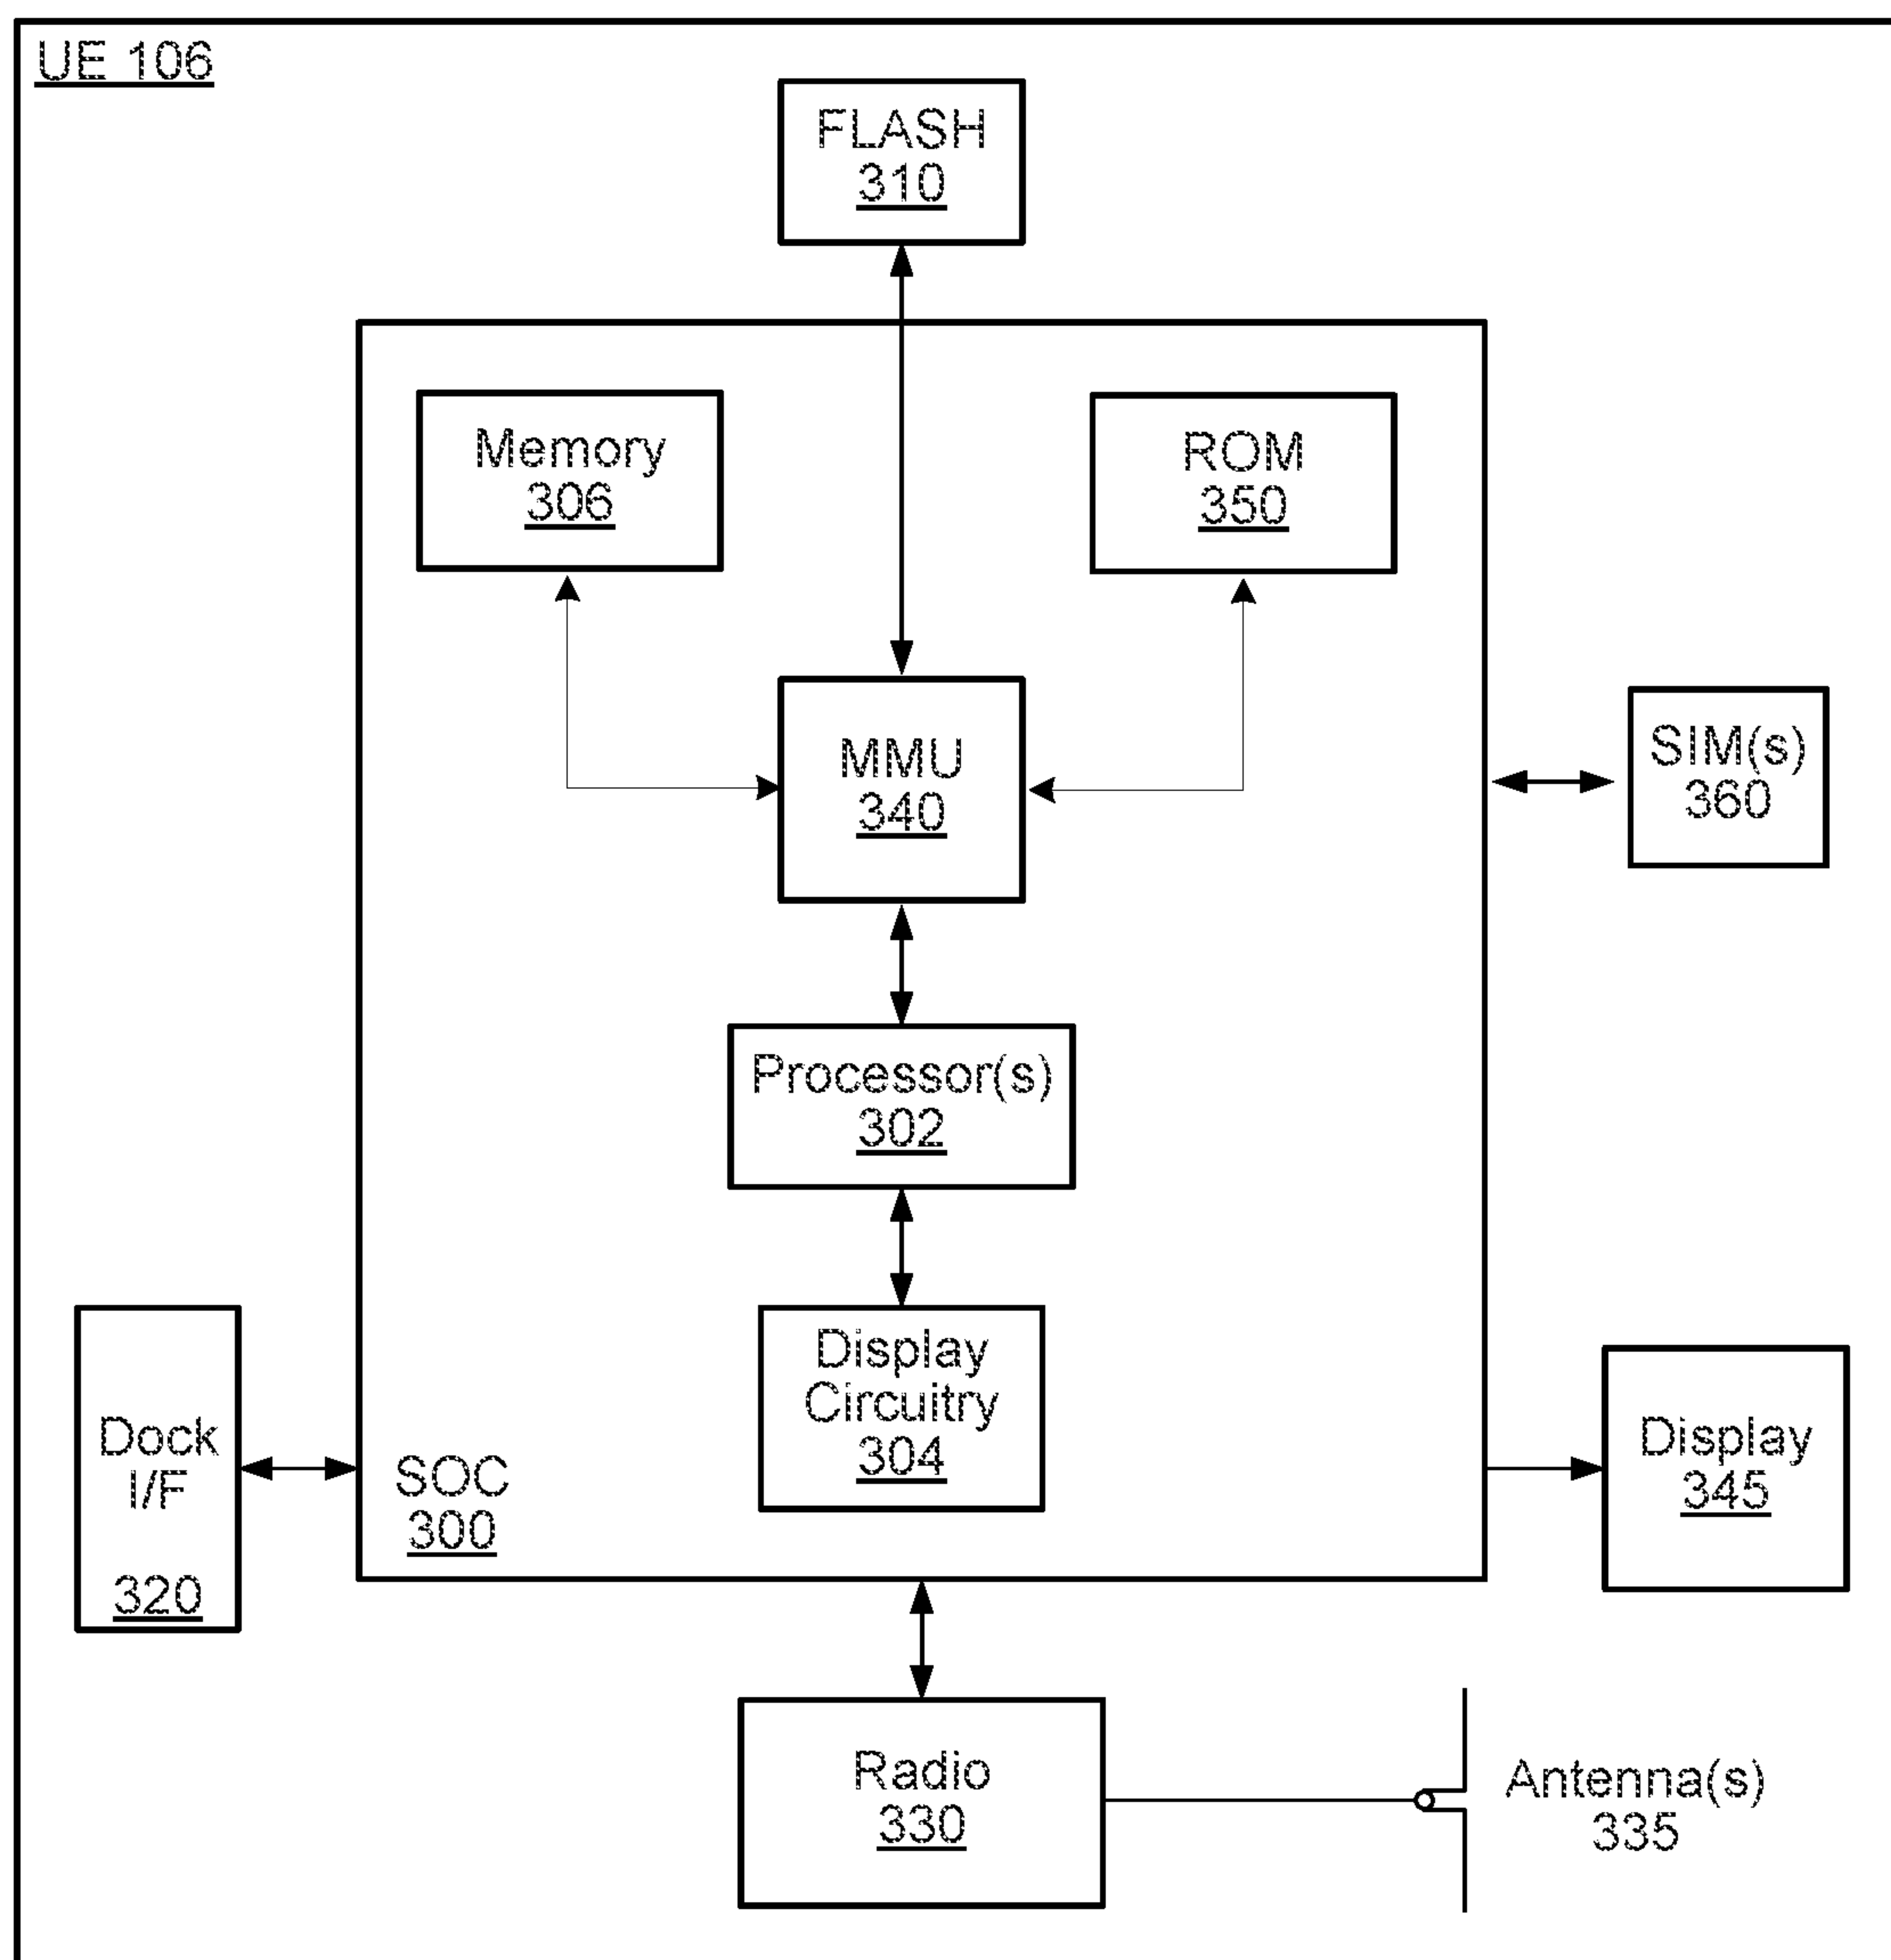 UE 106
FLASH
310
Memory
306
ROM
350
MMU
340
SIM(s)
360
Processor(s)
302
Display
Circuitry
304
Dock
I/F
320
SOC
300
Display
345
Radio
330
Antenna(s)
335